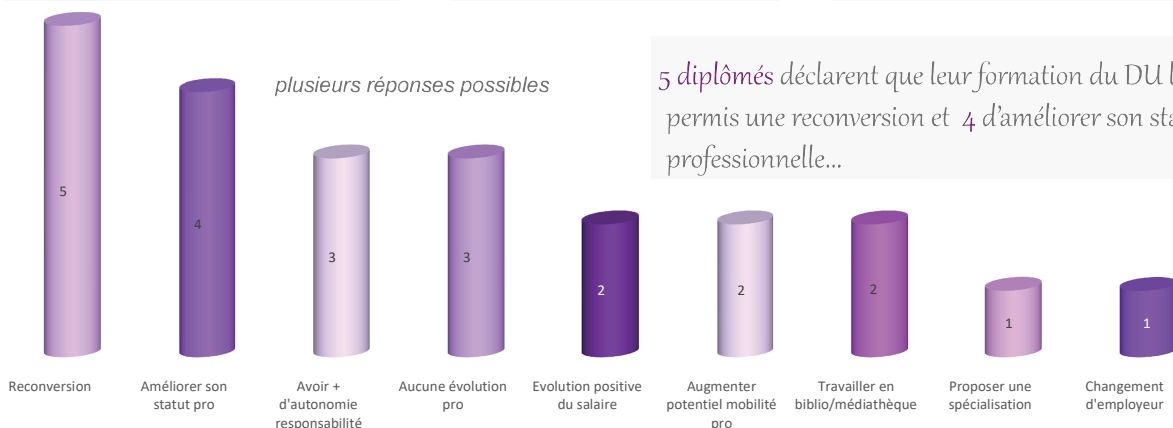 plusieurs réponses possibles
5 diplômés déclarent que leur formation du DU
permis une reconversion et 4 d'améliorer son
professionnelle...
5
4
3
3
2
2
2
1
1
Reconversion
Améliorer son
statut pro
Avoir +
d'autonomie
responsabilité
Aucune évolution
pro
Evolution positive
du salaire
Augmenter
potentiel mobilité
pro
Travailler en
biblio/médiathèque
Proposer une
spécialisation
Changement
d'employeur